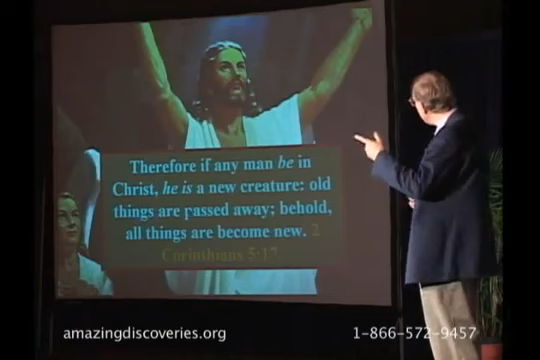 Therefore if any man be in
Christ, he is a new creature: old
things are passed away; behold,
all things are become new. 2
Corinthians 5:17
amazingdiscoveries.org
1-866-572-9457